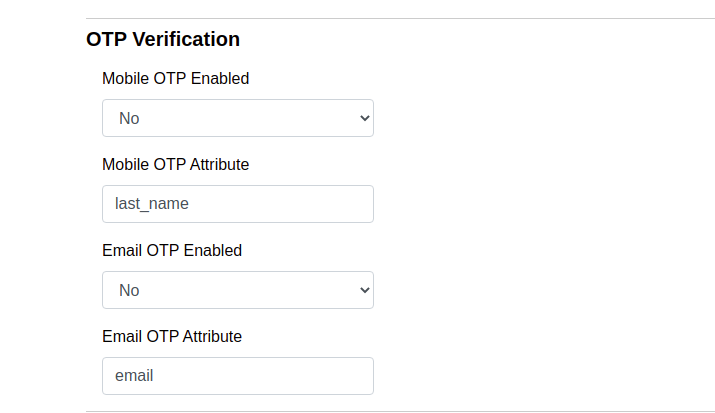 OTP Verification
Mobile OTP Enabled
No
Mobile OTP Attribute
last_name
Email OTP Enabled
No
Email OTP Attribute
email